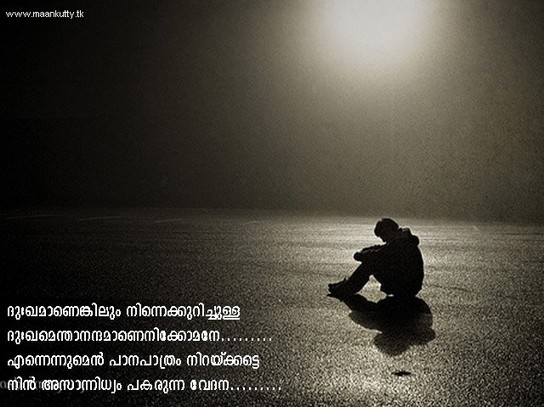 www.maankutty.tk
ദുഃഖമാണെങ്കിലും നിന്നെക്കുറിച്ചുള്ള
ദുഃഖമെന്താനന്ദമാണെനിക്കോമനേ.........
എന്നെന്നുമെൻ പാനപാത്രം നിറയ്ക്കട്ടെ
നിൻ അസാന്നിധ്യം പകരുന്ന വേദന.........